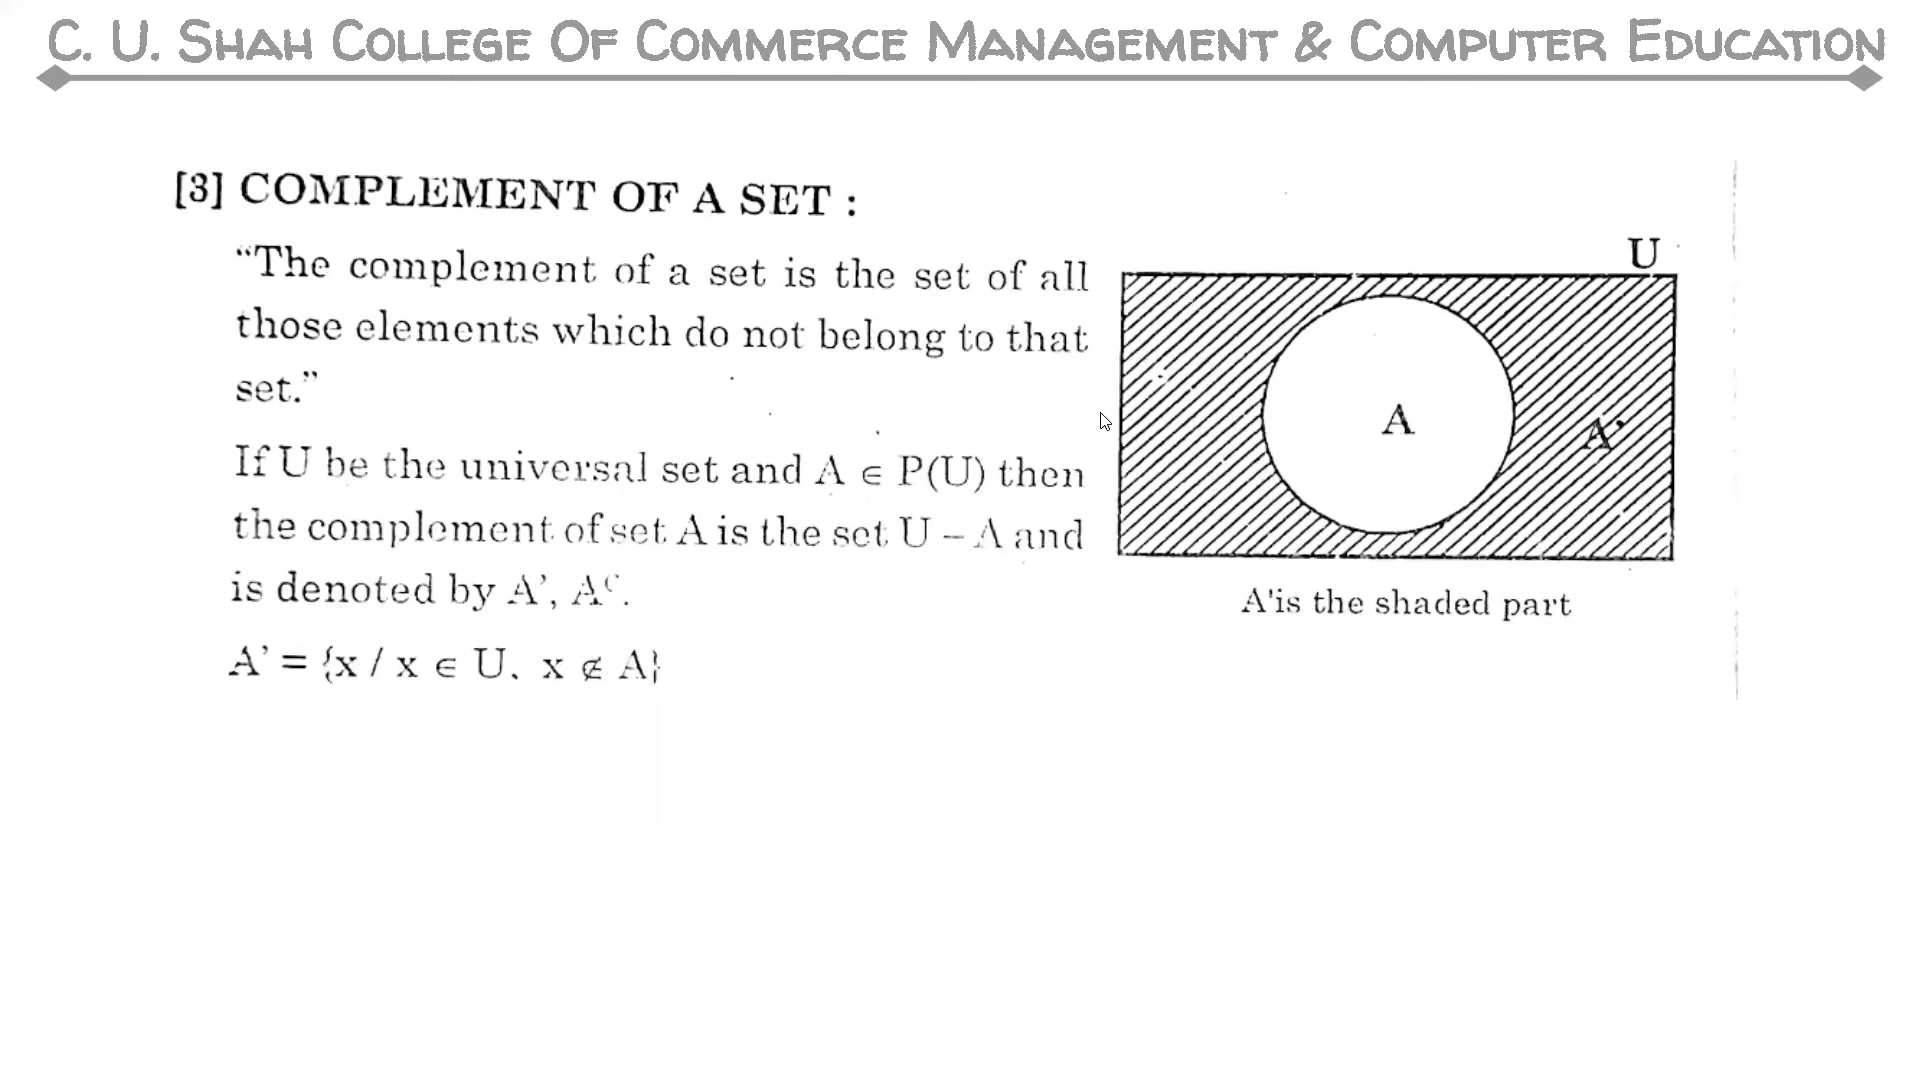 C. U. SHAH COLLEGE OF COMMERCE MANAGEMENT & COMPUTER EDUCATION
[3] COMPLEMENT OF A SET :
“The complement of a set is the set of all
those elements which do not belong to that
set.”
If U be the universal set and A ∈ P(U) then
the complement of set A is the set U – A and
is denoted by A’, Aᶜ.
A’ = {x / x ∈ U, x ∉ A}
U
A
A'
A'is the shaded part